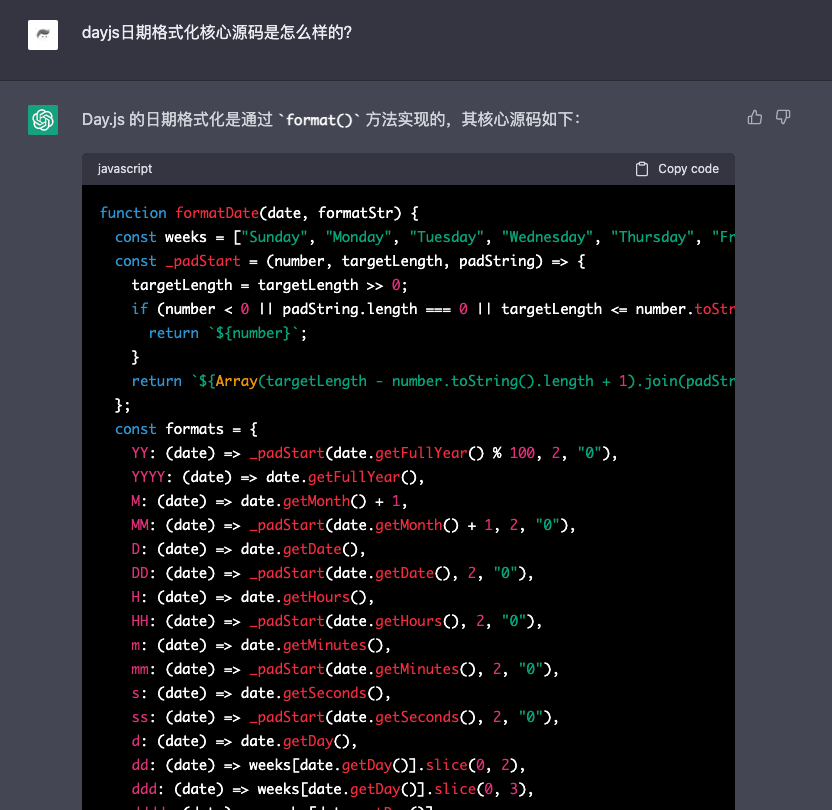 dayjs日期格式化核心源码是怎么样的?
Day.js 的日期格式化是通过 `format()` 方法实现的，其核心源码如下：
javascript
Copy code
function formatDate(date, formatStr) {
const weeks = ["Sunday", "Monday", "Tuesday", "Wednesday", "Thursday", "Fr
const _padStart = (number, targetLength, padString) => {
targetLength = targetLength >> 0;
if (number < 0 || padString.length === 0 || targetLength <= number.toStr
return `${number}`;
}
return `${Array(targetLength - number.toString().length + 1).join(padStr
};
const formats = {
YY: (date) => _padStart(date.getFullYear() % 100, 2, "0"),
YYYY: (date) => date.getFullYear(),
M: (date) => date.getMonth() + 1,
MM: (date) => _padStart(date.getMonth() + 1, 2, "0"),
D: (date) => date.getDate(),
DD: (date) => _padStart(date.getDate(), 2, "0"),
H: (date) => date.getHours(),
HH: (date) => _padStart(date.getHours(), 2, "0"),
m: (date) => date.getMinutes(),
mm: (date) => _padStart(date.getMinutes(), 2, "0"),
s: (date) => date.getSeconds(),
ss: (date) => _padStart(date.getSeconds(), 2, "0"),
d: (date) => date.getDay(),
dd: (date) => weeks[date.getDay()].slice(0, 2),
ddd: (date) => weeks[date.getDay()].slice(0, 3),